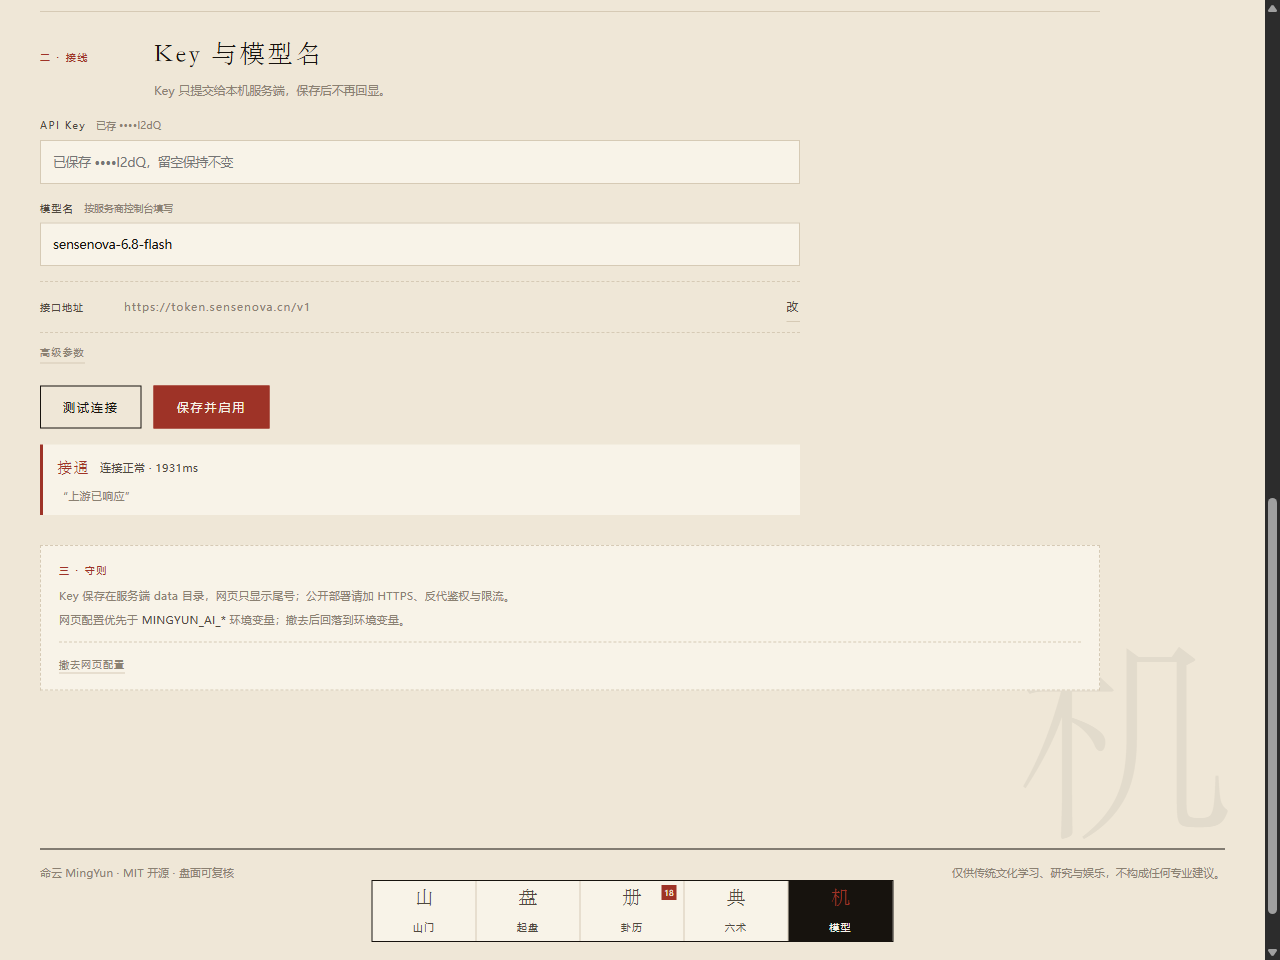 二 · 接线
Key 与模型名
Key 只提交给本机服务端，保存后不再回显。
API Key 已存 ••••l2dQ
已保存 ••••l2dQ，留空保持不变
模型名 按服务商控制台填写
sensenova-6.8-flash
接口地址 https://token.sensenova.cn/v1 改
高级参数
测试连接 保存并启用
接通 连接正常 · 1931ms
“上游已响应”
三 · 守则
Key 保存在服务端 data 目录，网页只显示尾号；公开部署请加 HTTPS、反代鉴权与限流。
网页配置优先于 MINGYUN_AI_* 环境变量；撤去后回落到环境变量。
撤去网页配置
机
命云 MingYun · MIT 开源 · 盘面可复核
仅供传统文化学习、研究与娱乐，不构成任何专业建议。
山 盘 册 18 典 机
山门 起盘 卦历 六术 模型